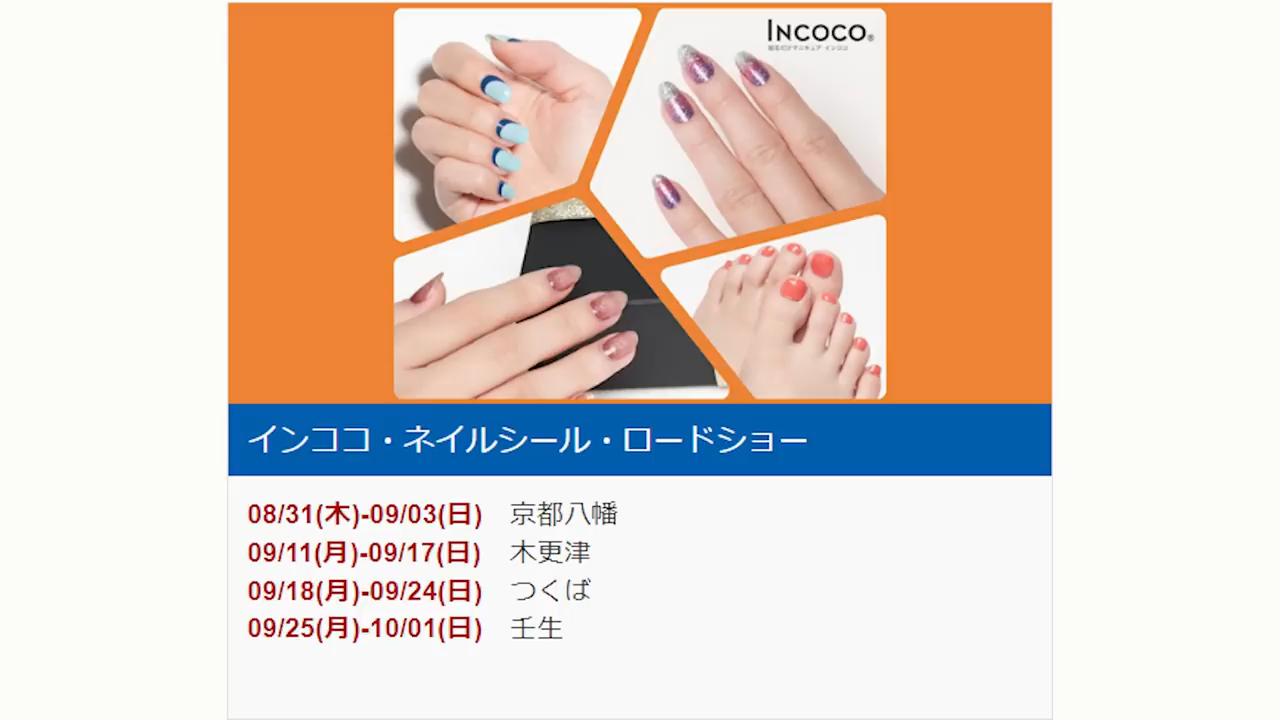 INCOCO®
インココ・ネイルシール・ロードショー
08/31(木)-09/03(日) 京都八幡
09/11(月)-09/17(日) 木更津
09/18(月)-09/24(日) つくば
09/25(月)-10/01(日) 壬生